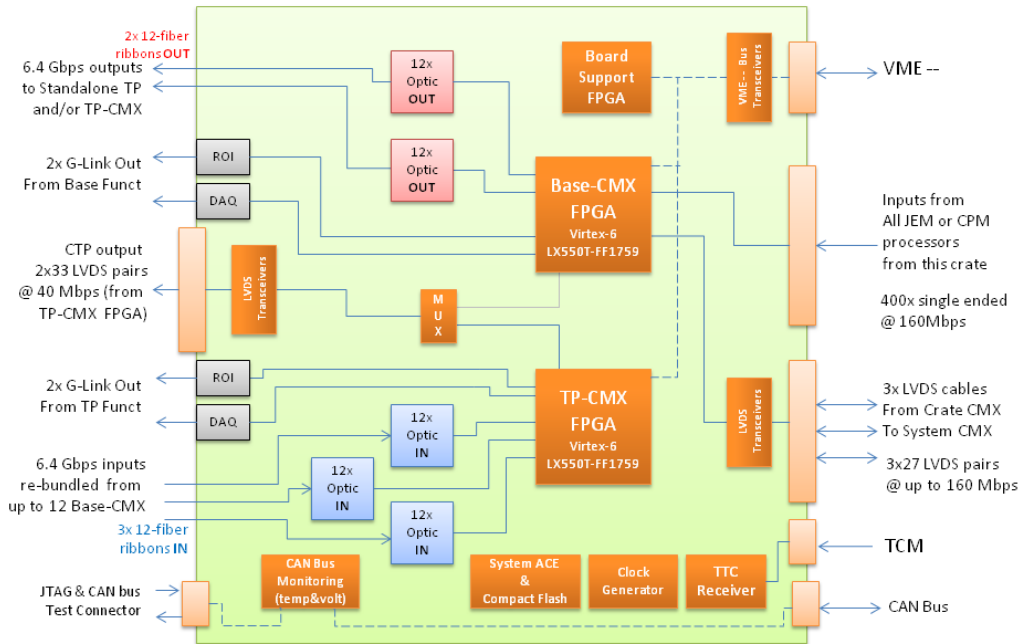 2x 12-fiber
ribbons OUT
6.4 Gbps outputs
to Standalone TP
and/or TP-CMX
2x G-Link Out
From Base Funct
CTP output
2x33 LVDS pairs
@ 40 Mbps (from
TP-CMX FPGA)
2x G-Link Out
From TP Funct
6.4 Gbps inputs
re-bundled from
up to 12 Base-CMX
3x 12-fiber
ribbons IN
JTAG & CAN bus
Test Connector
ROI
DAQ
LVDS
Transceivers
ROI
DAQ
12x
Optic
OUT
12x
Optic
OUT
M
U
X
12x
Optic
IN
12x
Optic
IN
12x
Optic
IN
CAN Bus
Monitoring
(temp&volt)
Board
Support
FPGA
Base-CMX
FPGA
Virtex-6
LX550T-FF1759
TP-CMX
FPGA
Virtex-6
LX550T-FF1759
System ACE
&
Compact Flash
Clock
Generator
TTC
Receiver
VME -- Bus
Transceivers
LVDS
Transceivers
VME --
Inputs from
All JEM or CPM
processors
from this crate
400x single ended
@ 160Mbps
3x LVDS cables
From Crate CMX
To System CMX
3x27 LVDS pairs
@ up to 160 Mbps
TCM
CAN Bus